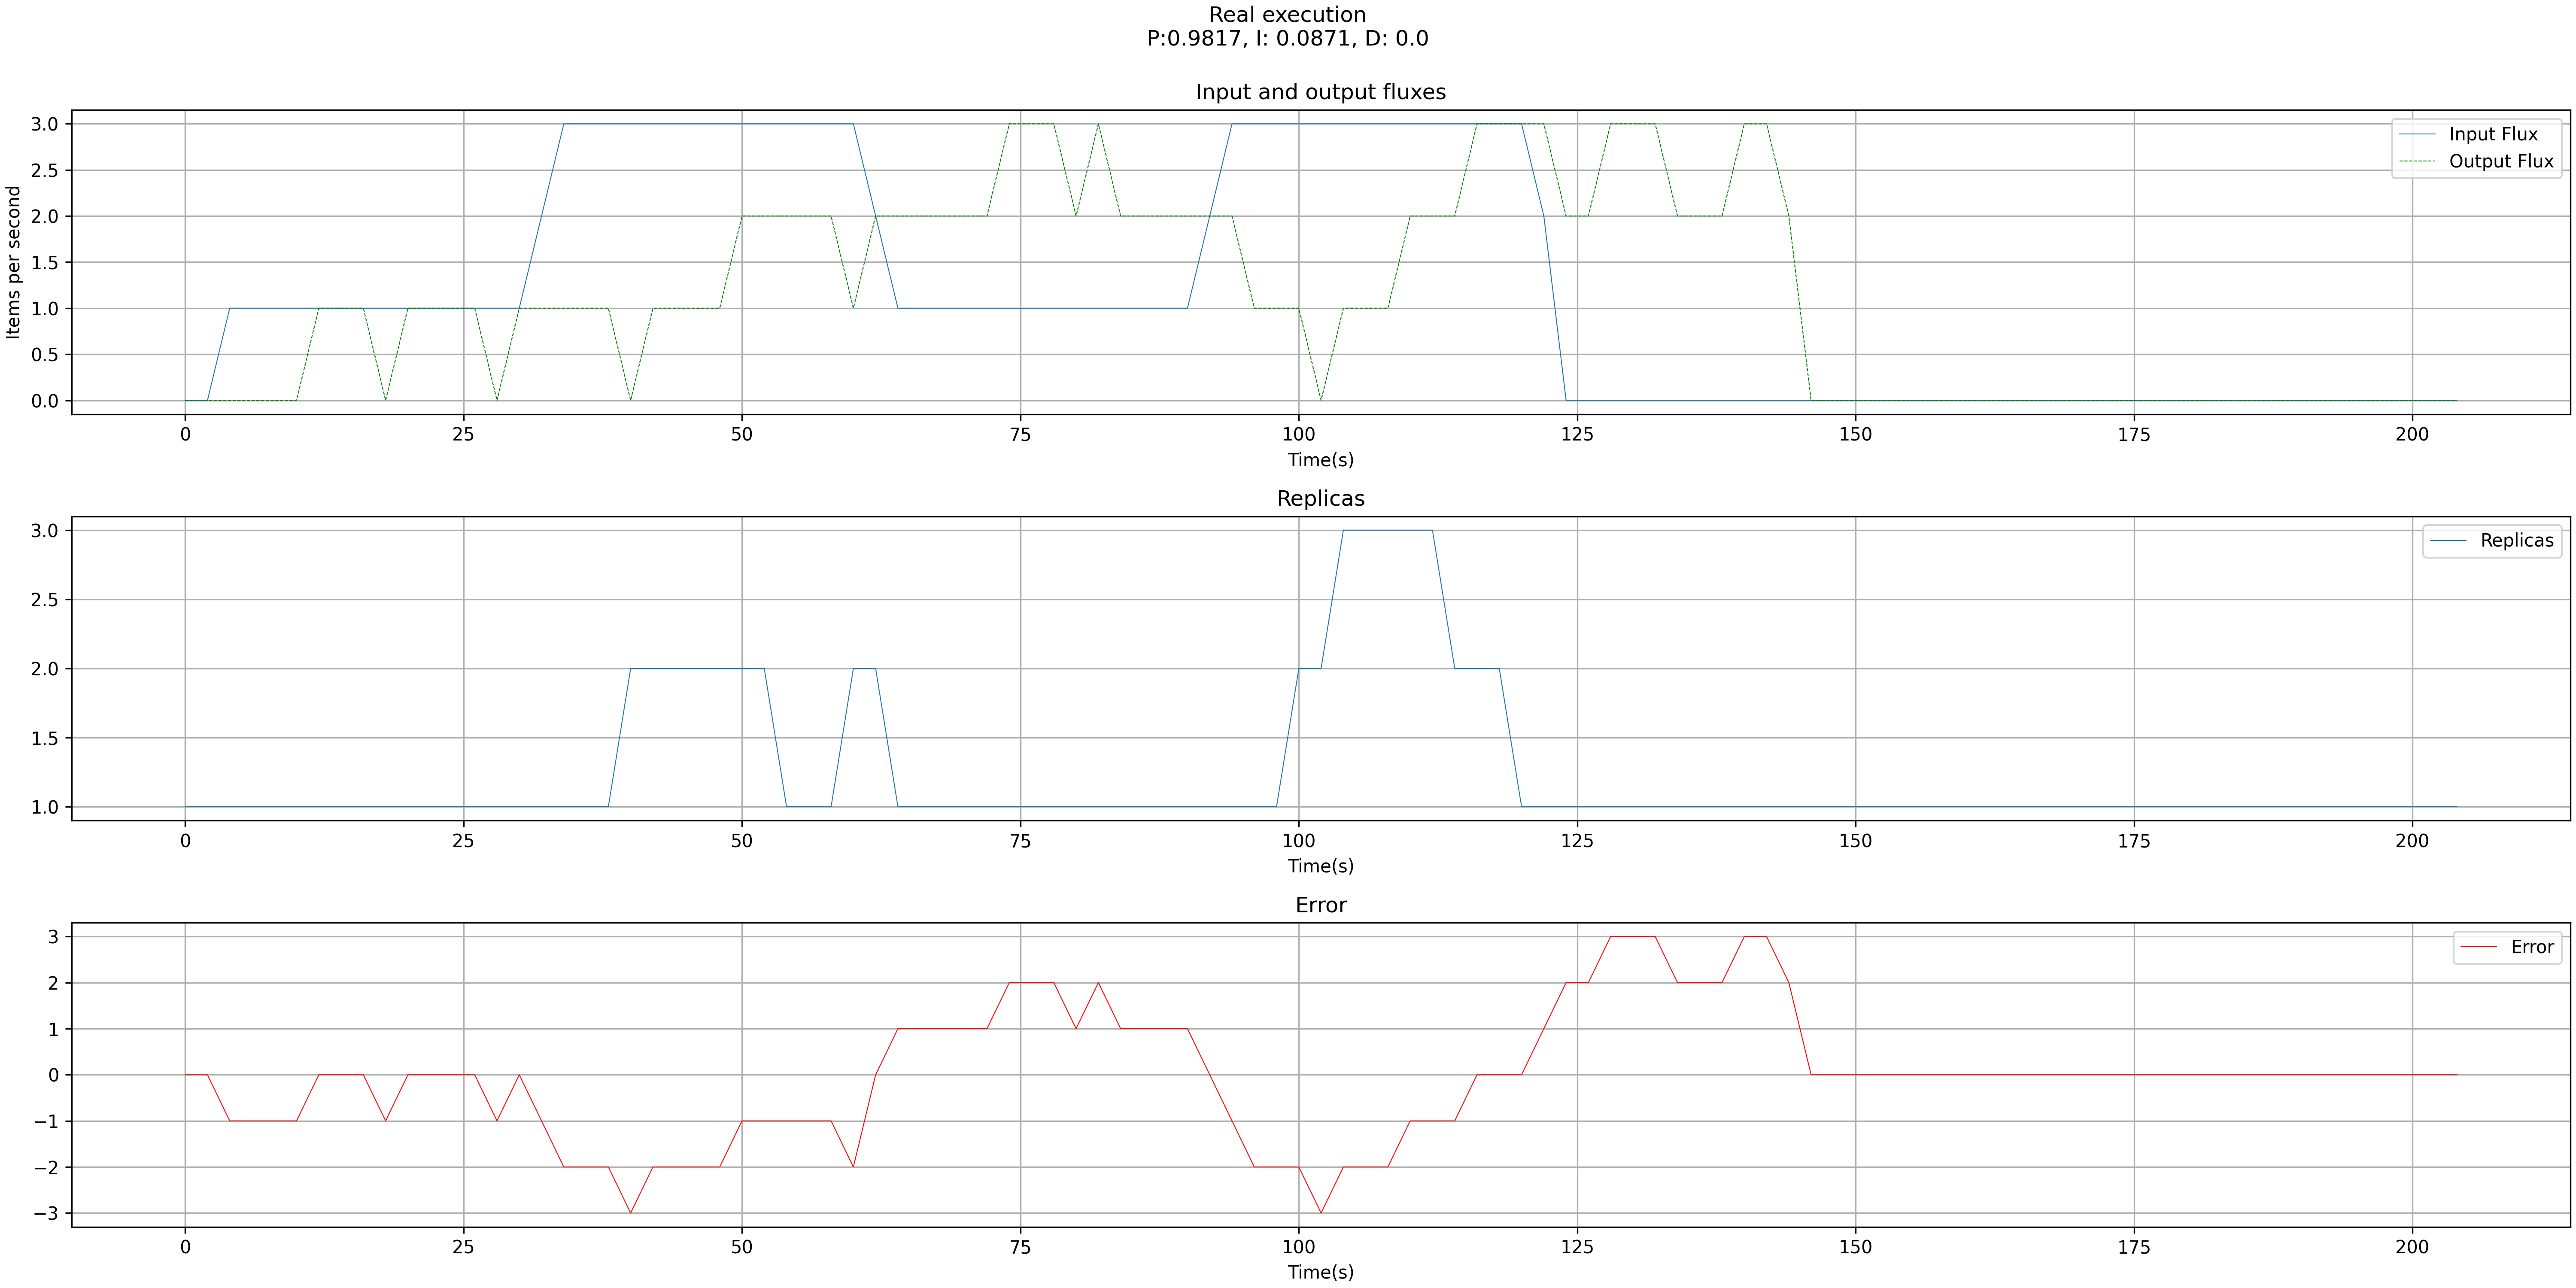 Real execution
P:0.9817, I: 0.0871, D: 0.0
Input and output fluxes
Items per second
3.0
2.5
2.0
1.5
1.0
0.5
0.0
Input Flux
Output Flux
0 25 50 75 100 125 150 175 200
Time(s)
Replicas
3.0
2.5
2.0
1.5
1.0
Replicas
0 25 50 75 100 125 150 175 200
Time(s)
Error
3
2
1
0
−1
−2
−3
Error
0 25 50 75 100 125 150 175 200
Time(s)